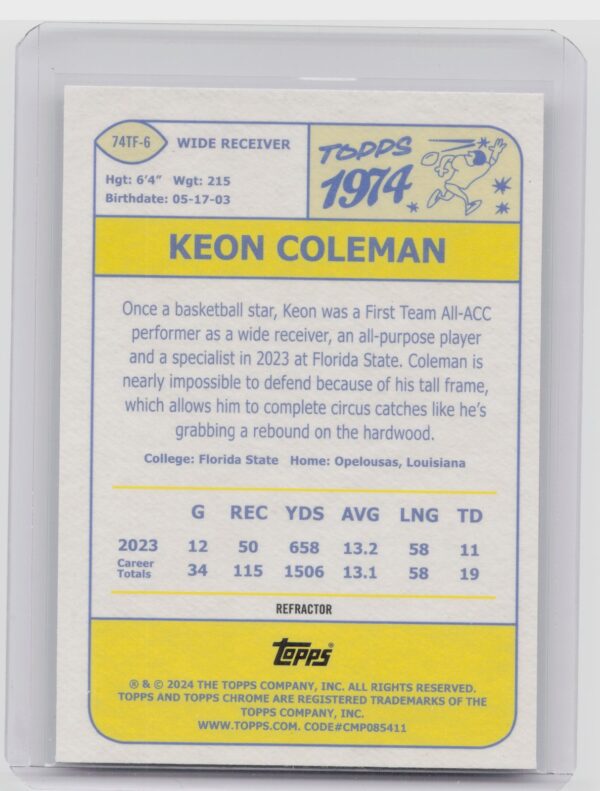 74TF-6
WIDE RECEIVER
Hgt: 6'4" Wgt: 215
Birthdate: 05-17-03
TOPPS
1974
KEON COLEMAN
Once a basketball star, Keon was a First Team All-ACC
performer as a wide receiver, an all-purpose player
and a specialist in 2023 at Florida State. Coleman is
nearly impossible to defend because of his tall frame,
which allows him to complete circus catches like he's
grabbing a rebound on the hardwood.
College: Florida State Home: Opelousas, Louisiana
G REC YDS AVG LNG TD
2023 12 50 658 13.2 58 11
Career
Totals 34 115 1506 13.1 58 19
REFRACTOR
topps®
® & © 2024 THE TOPPS COMPANY, INC. ALL RIGHTS RESERVED.
TOPPS AND TOPPS CHROME ARE REGISTERED TRADEMARKS OF THE
TOPPS COMPANY, INC.
WWW.TOPPS.COM. CODE#CMP085411